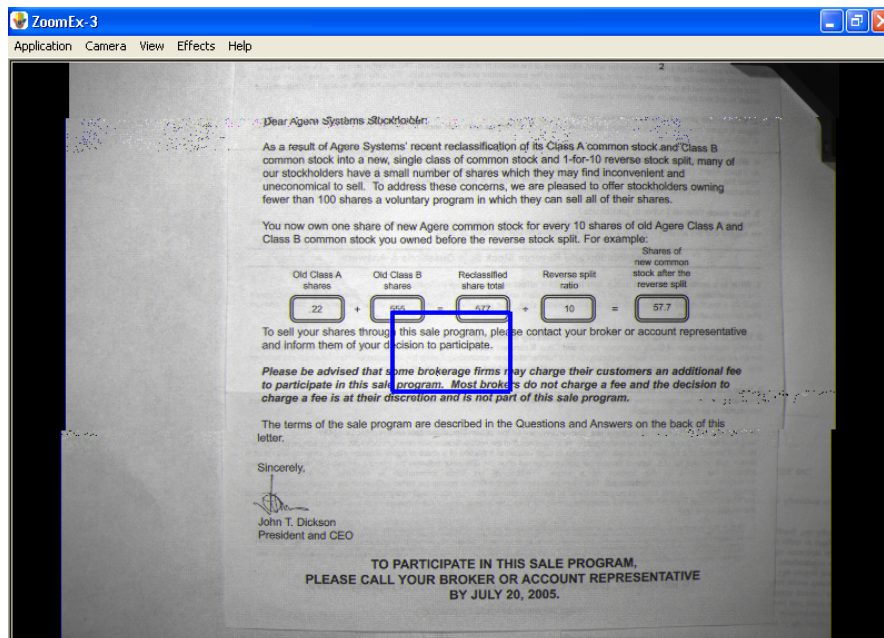 ZoomEx-3
Application Camera View Effects Help
2
Dear Agere Systems Stockholder:
As a result of Agere Systems' recent reclassification of its Class A common stock and Class B
common stock into a new, single class of common stock and 1-for-10 reverse stock split, many of
our stockholders have a small number of shares which they may find inconvenient and
uneconomical to sell. To address these concerns, we are pleased to offer stockholders owning
fewer than 100 shares a voluntary program in which they can sell all of their shares.
You now own one share of new Agere common stock for every 10 shares of old Agere Class A and
Class B common stock you owned before the reverse stock split. For example:
Shares of
new common
Old Class A Old Class B Reclassified Reverse split stock after the
shares shares share total ratio reverse split
22 + 555 = 577 ÷ 10 = 57.7
To sell your shares through this sale program, please contact your broker or account representative
and inform them of your decision to participate.
Please be advised that some brokerage firms may charge their customers an additional fee
to participate in this sale program. Most brokers do not charge a fee and the decision to
charge a fee is at their discretion and is not part of this sale program.
The terms of the sale program are described in the Questions and Answers on the back of this
letter.
Sincerely,
John T. Dickson
President and CEO
TO PARTICIPATE IN THIS SALE PROGRAM,
PLEASE CALL YOUR BROKER OR ACCOUNT REPRESENTATIVE
BY JULY 20, 2005.